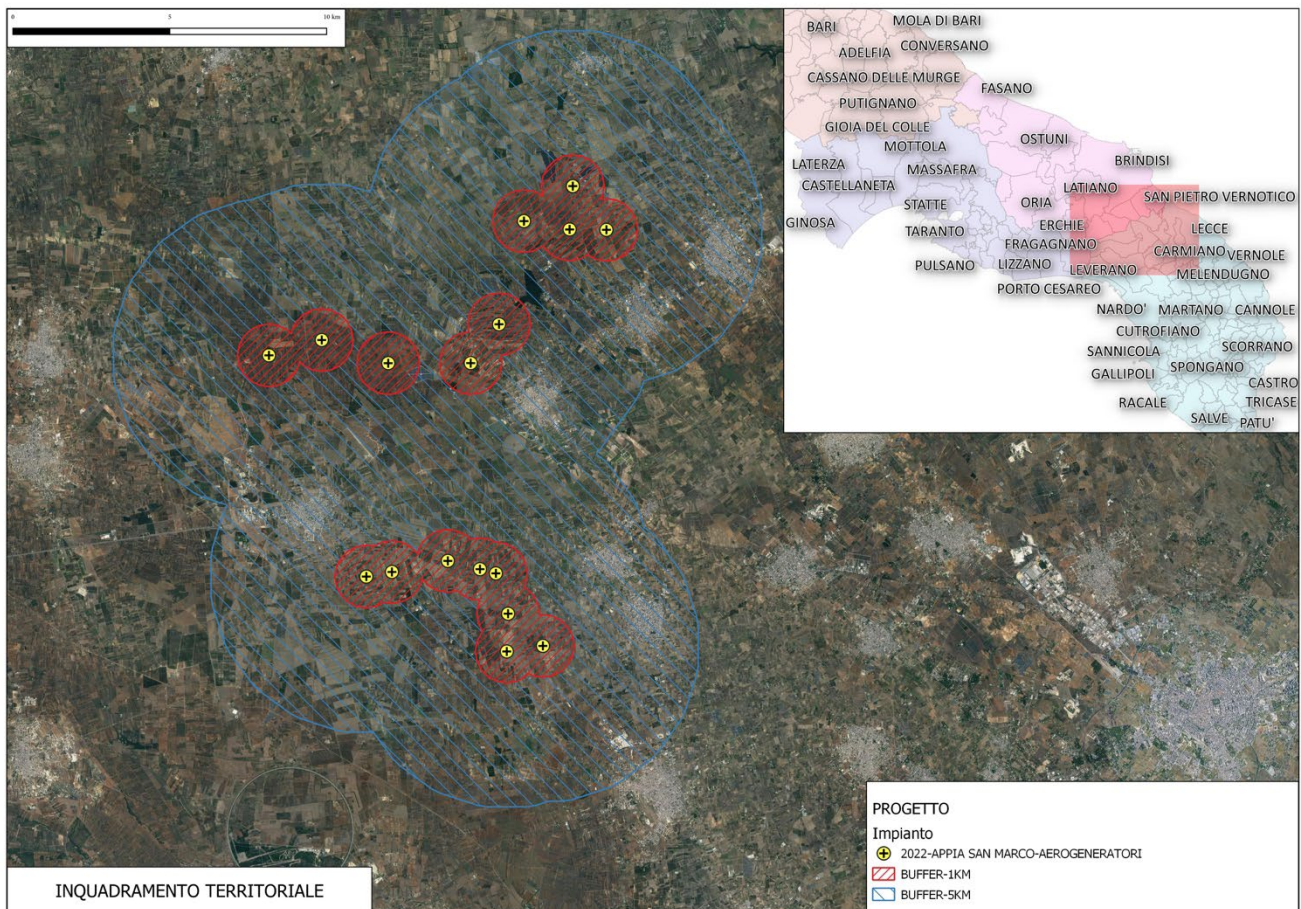 0 5 10 km
BARI
MOLA DI BARI
ADELFIA
CONVERSANO
CASSANO DELLE MURGE
FASANO
PUTIGNANO
GIOIA DEL COLLE
OSTUNI
MOTTOLA
BRINDISI
LATERZA
MASSAFRA
CASTELLANETA
LATIANO
STATTE
ORIA
SAN PIETRO VERNOTICO
GINOSA
TARANTO
ERCHIE
LECCE
FRAGAGNANO
CARMIANO
VERNOLE
PULSANO
LIZZANO
LEVERANO
MELENDUGNO
PORTO CESAREO
NARDO'
MARTANO
CANNOLE
CUTROFIANO
SCORRANO
SANNICOLA
SPONGANO
GALLIPOLI
CASTRO
RACALE
TRICASE
SALVE
PATU'
PROGETTO
Impianto
2022-APPIA SAN MARCO-AEROGENERATORI
BUFFER-1KM
BUFFER-5KM
INQUADRAMENTO TERRITORIALE